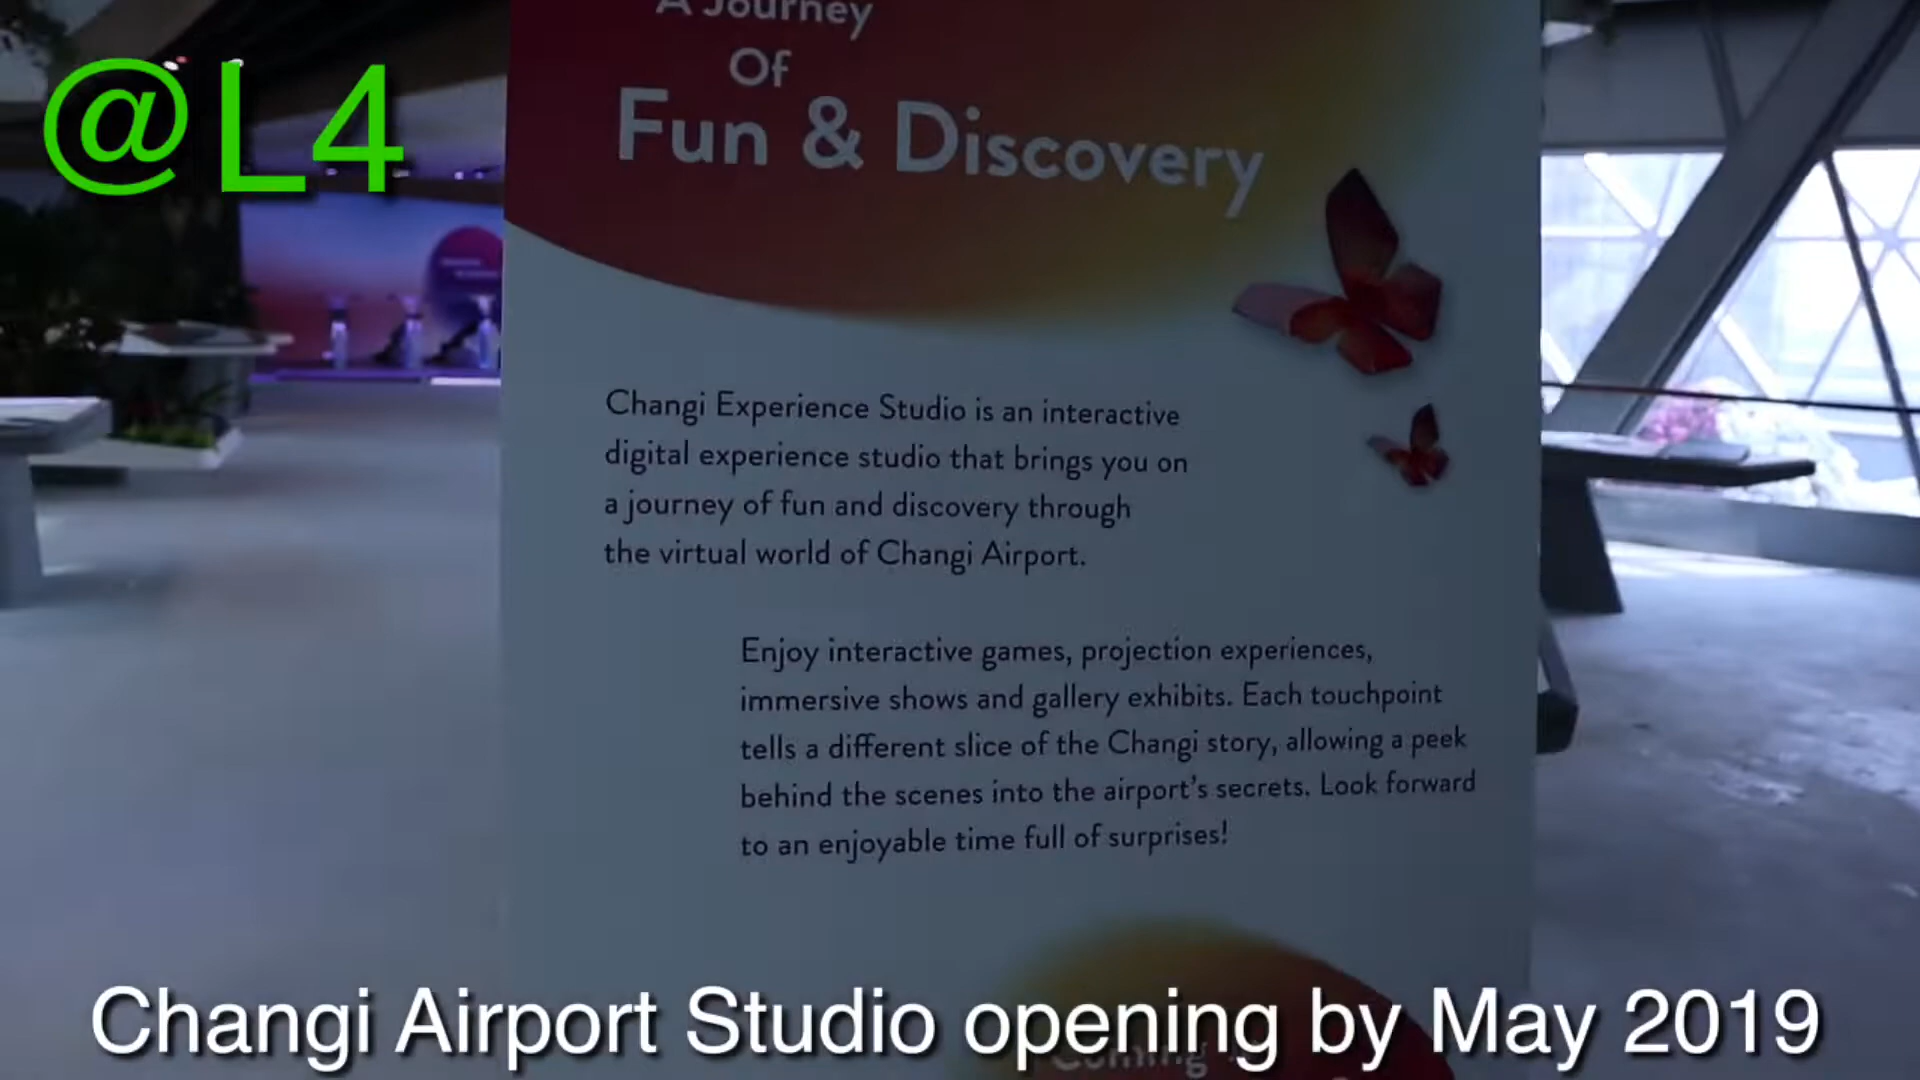 @L4
A Journey
Of
Fun & Discovery
Changi Experience Studio is an interactive
digital experience studio that brings you on
a journey of fun and discovery through
the virtual world of Changi Airport.
Enjoy interactive games, projection experiences,
immersive shows and gallery exhibits. Each touchpoint
tells a different slice of the Changi story, allowing a peek
behind the scenes into the airport's secrets. Look forward
to an enjoyable time full of surprises!
Changi Airport Studio opening by May 2019
Coming